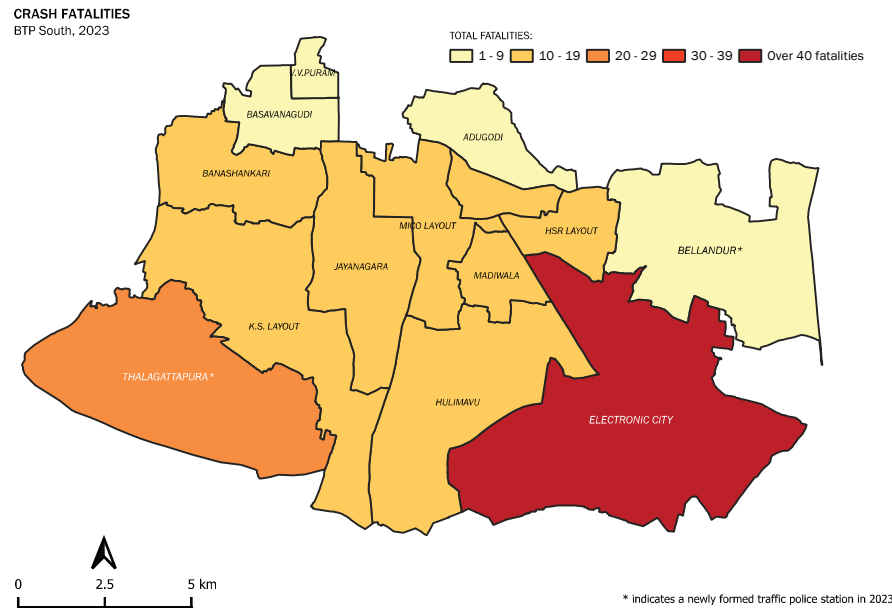 CRASH FATALITIES
BTP South, 2023
TOTAL FATALITIES:
1 - 9
10 - 19
20 - 29
30 - 39
Over 40 fatalities
V.V.PURAM
BASAVANAGUDI
ADUGODI
BANASHANKARI
MICO LAYOUT
HSR LAYOUT
BELLANDUR*
JAYANAGARA
MADIWALA
K.S. LAYOUT
THALAGATTAPURA*
HULIMAVU
ELECTRONIC CITY
0 2.5 5 km
* indicates a newly formed traffic police station in 2023